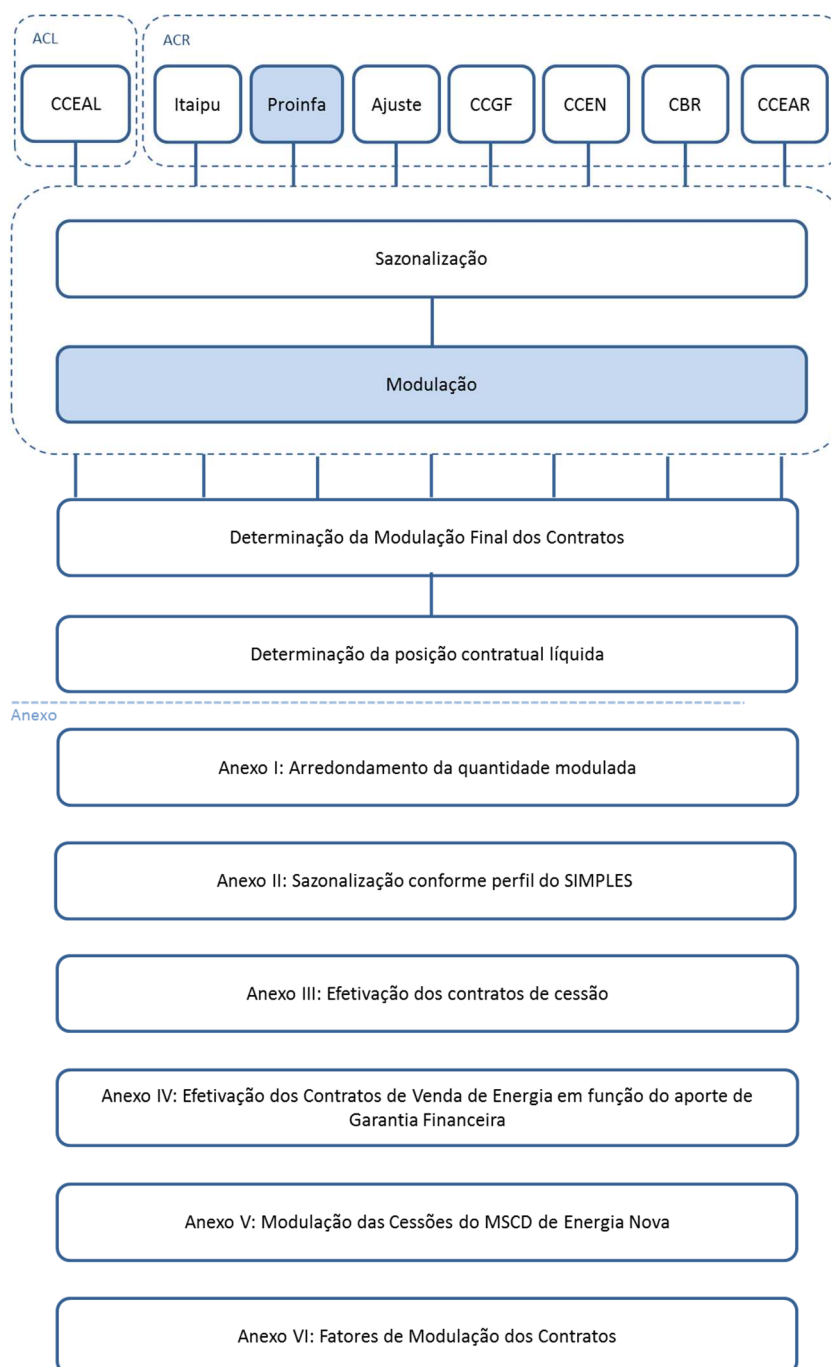 ACL
ACR
CCEAL
Itaipu
Proinfa
Ajuste
CCGF
CCEN
CBR
CCEAR
Sazonalização
Modulação
Determinação da Modulação Final dos Contratos
Determinação da posição contratual líquida
Anexo
Anexo I: Arredondamento da quantidade modulada
Anexo II: Sazonalização conforme perfil do SIMPLES
Anexo III: Efetivação dos contratos de cessão
Anexo IV: Efetivação dos Contratos de Venda de Energia em função do aporte de
Garantia Financeira
Anexo V: Modulação das Cessões do MSCD de Energia Nova
Anexo VI: Fatores de Modulação dos Contratos